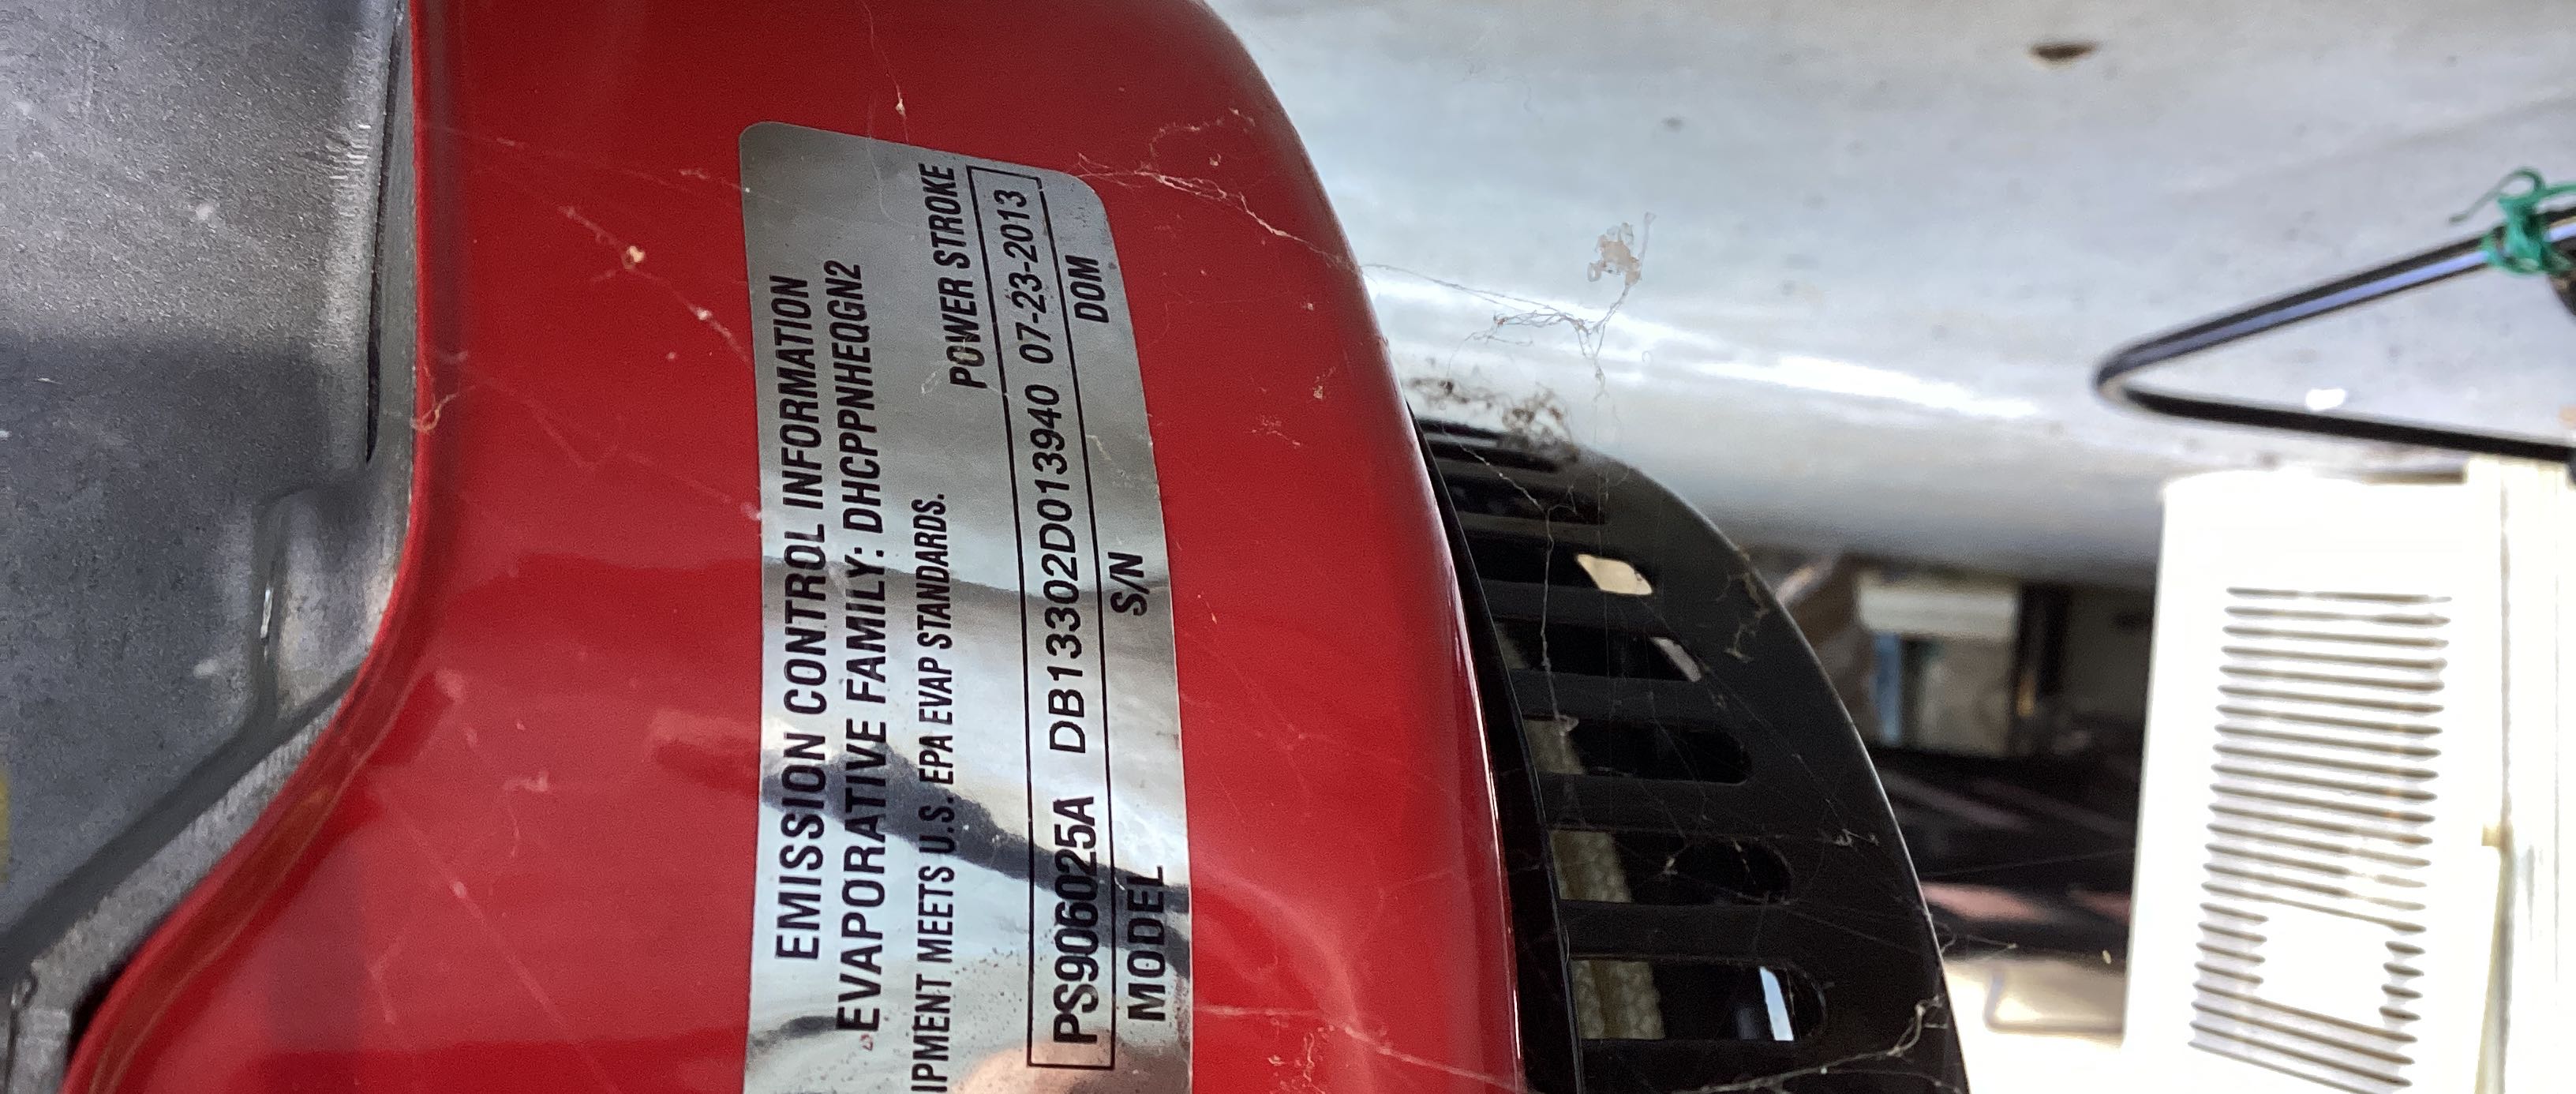 EMISSION CONTROL INFORMATION
EVAPORATIVE FAMILY: DHCPPNHEQGN2
IPMENT MEETS U.S. EPA EVAP STANDARDS.
POWER STROKE
PS906025A DB13302D013940 07-23-2013
MODEL S/N DOM